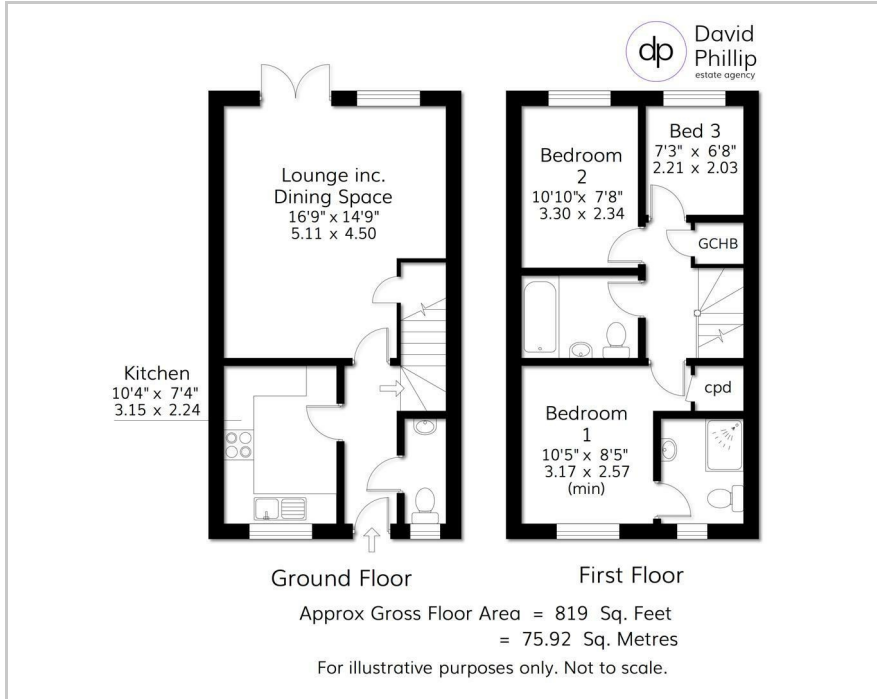 dp
David
Phillip
estate agency
Lounge inc.
Dining Space
16'9" x 14'9"
5.11 x 4.50
Kitchen
10'4" x 7'4"
3.15 x 2.24
Bedroom
2
10'10"x 7'8"
3.30 x 2.34
Bed 3
7'3" x 6'8"
2.21 x 2.03
GCHB
cpd
Bedroom
1
10'5" x 8'5"
3.17 x 2.57
(min)
Ground Floor
First Floor
Approx Gross Floor Area = 819 Sq. Feet
= 75.92 Sq. Metres
For illustrative purposes only. Not to scale.